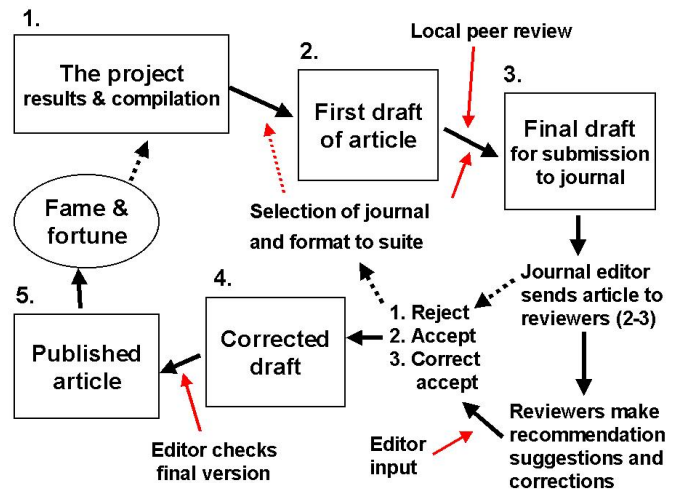 1.
The project
results & compilation
2.
First draft
of article
Local peer review
3.
Final draft
for submission
to journal
Selection of journal
and format to suite
Fame &
fortune
Journal editor
sends article to
reviewers (2-3)
1. Reject
2. Accept
3. Correct
accept
4.
Corrected
draft
5.
Published
article
Editor checks
final version
Editor
input
Reviewers make
recommendation
suggestions and
corrections